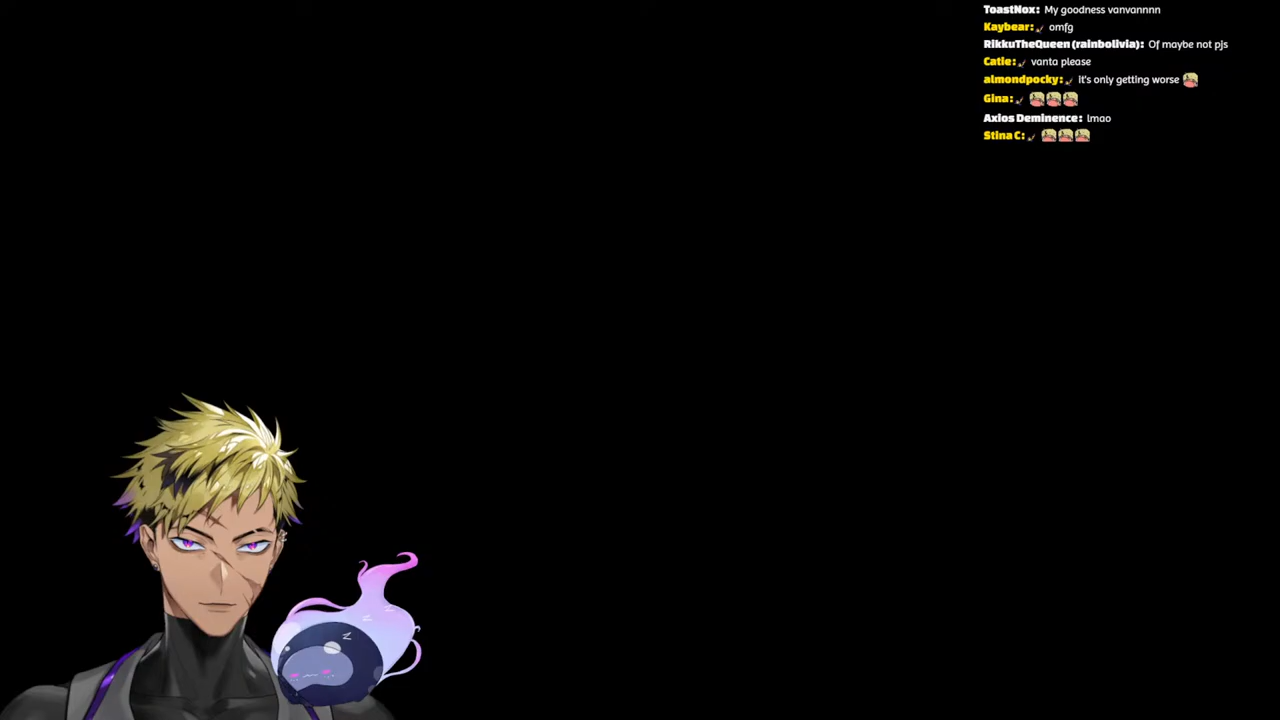 ToastNox: My goodness vanvannnn
Kaybear: omfg
RikkuTheQueen (rainbolivia): Of maybe not pjs
Catie: vanta please
almondpocky: It's only getting worse
Gina:
Axios Deminence: lmao
Stina C:
z
z
z